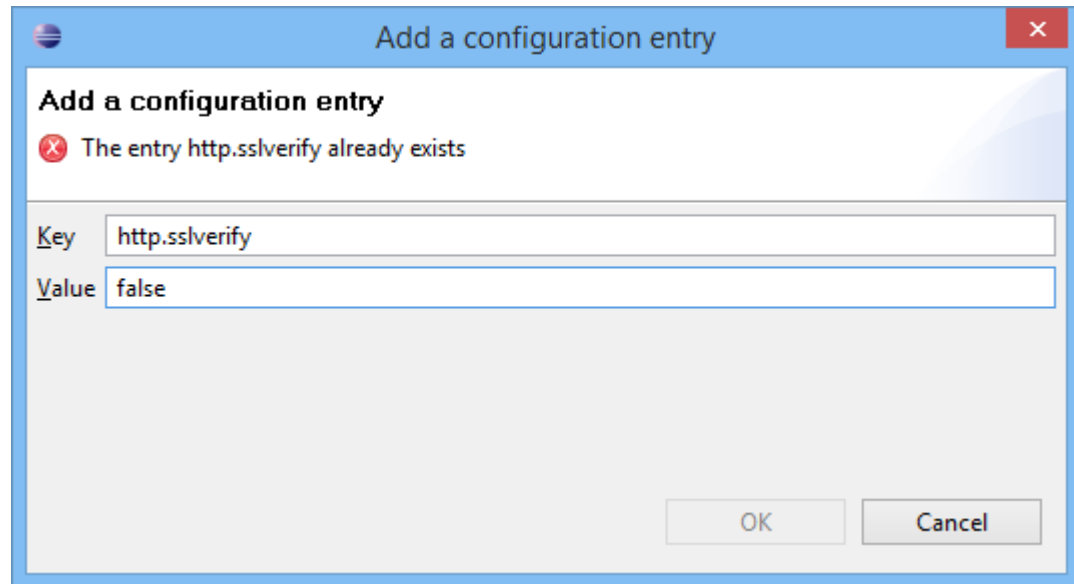 Add a configuration entry
Add a configuration entry
The entry http.sslverify already exists
Key http.sslverify
Value false
OK Cancel